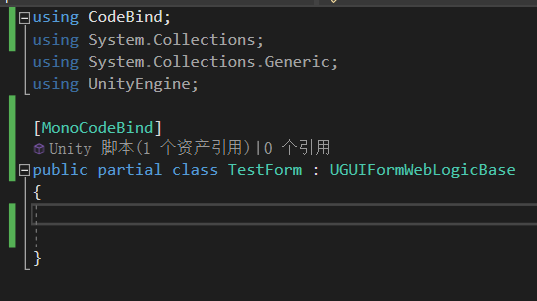 using CodeBind;
using System.Collections;
using System.Collections.Generic;
using UnityEngine;
[MonoCodeBind]
Unity 脚本(1 个资产引用)|0 个引用
public partial class TestForm : UGUIFormWebLogicBase
{
}